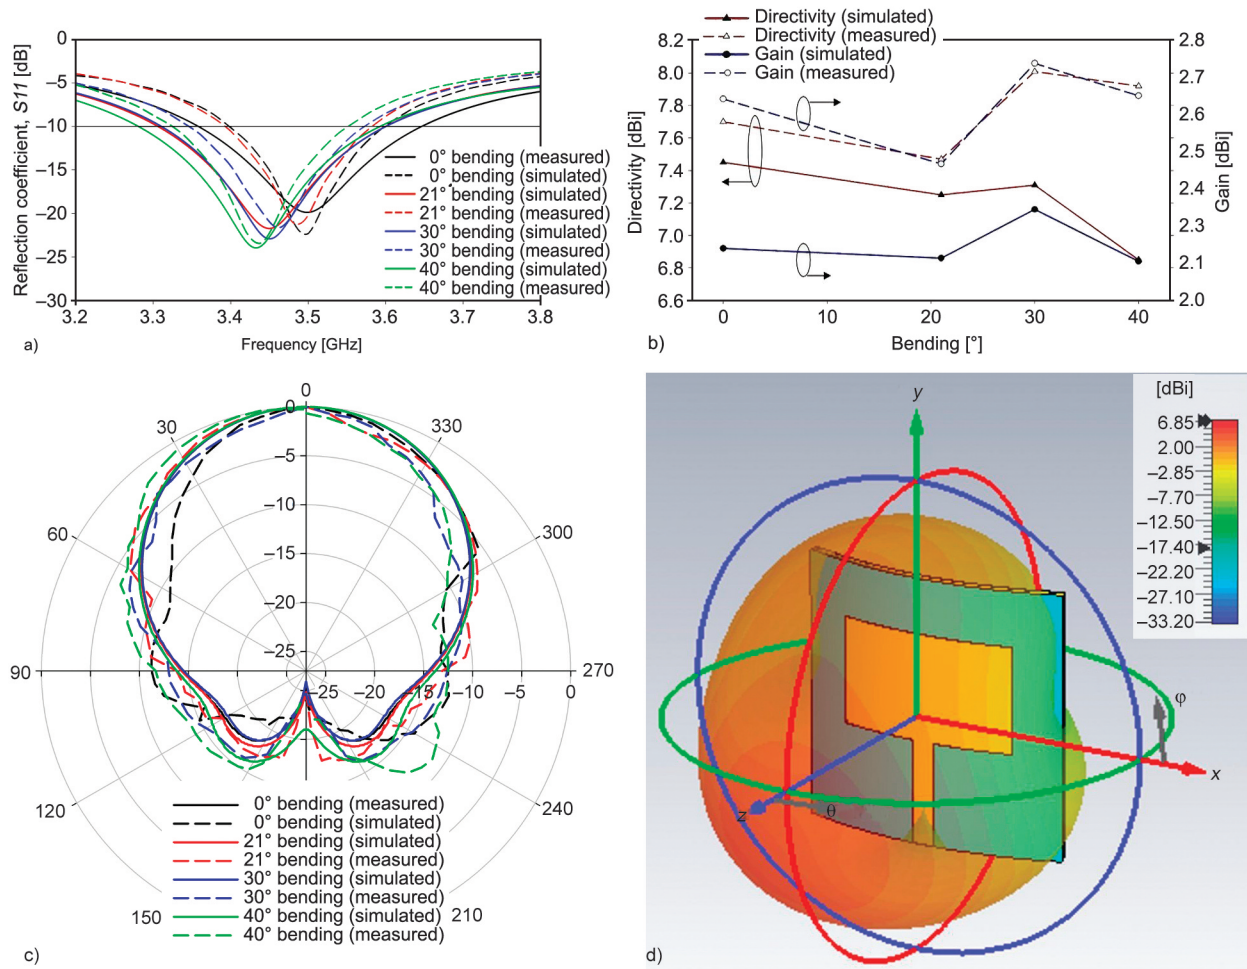 Reflection coefficient, S11 [dB]
0
–5
–10
–15
–20
–25
–30
3.2
3.3
3.4
3.5
3.6
3.7
3.8
Frequency [GHz]
0° bending (measured)
0° bending (simulated)
21° bending (simulated)
21° bending (measured)
30° bending (simulated)
30° bending (measured)
40° bending (simulated)
40° bending (measured)
a)
Directivity (simulated)
Directivity (measured)
Gain (simulated)
Gain (measured)
Directivity [dBi]
8.2
8.0
7.8
7.6
7.4
7.2
7.0
6.8
6.6
Gain [dBi]
2.8
2.7
2.6
2.5
2.4
2.3
2.1
2.0
0
10
20
30
40
Bending [°]
b)
0
30
330
60
300
90
270
120
240
150
210
0
–5
–10
–15
–20
–25
–25
–20
–15
–10
–5
0
0° bending (measured)
0° bending (simulated)
21° bending (simulated)
21° bending (measured)
30° bending (simulated)
30° bending (measured)
40° bending (simulated)
40° bending (measured)
c)
[dBi]
6.85
2.00
–2.85
–7.70
–12.50
–17.40
–22.20
–27.10
–33.20
y
φ
x
z
θ
d)